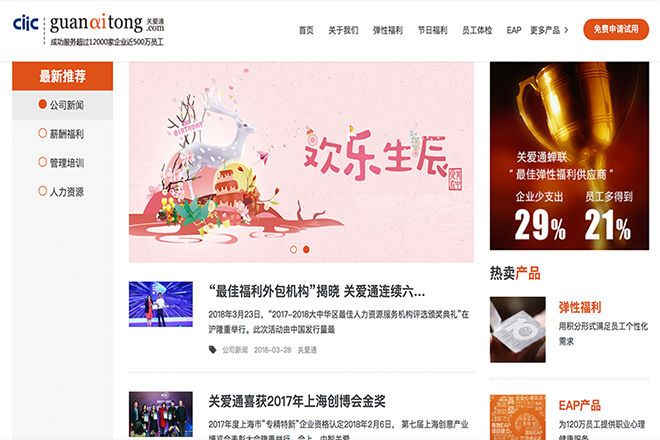 ciic guanaitong.com 关爱通
成功服务超过12000家企业近500万员工
首页 关于我们 弹性福利 节日福利 员工体检 EAP 更多产品 免费申请试用
最新推荐
公司新闻
薪酬福利
管理培训
人力资源
BIRTHDAY
欢乐生辰
关爱通蝉联
“最佳弹性福利供应商”
企业少支出 员工多得到
29% 21%
“最佳福利外包机构”揭晓 关爱通连续六...
2018年3月23日，“2017-2018大中华区最佳人力资源服务机构评选颁奖典礼”在
沪隆重举行。此次活动由中国发行量最
公司新闻 2018-03-28 关爱通
关爱通喜获2017年上海创博会金奖
2017年度上海市“专精特新”企业资格认定2018年2月6日， 第七届上海创意产业
博览会表彰大会隆重举行。会上，中智关爱
热卖产品
弹性福利
用积分形式满足员工个性化
需求
EAP产品
为120万员工提供职业心理
健康服务